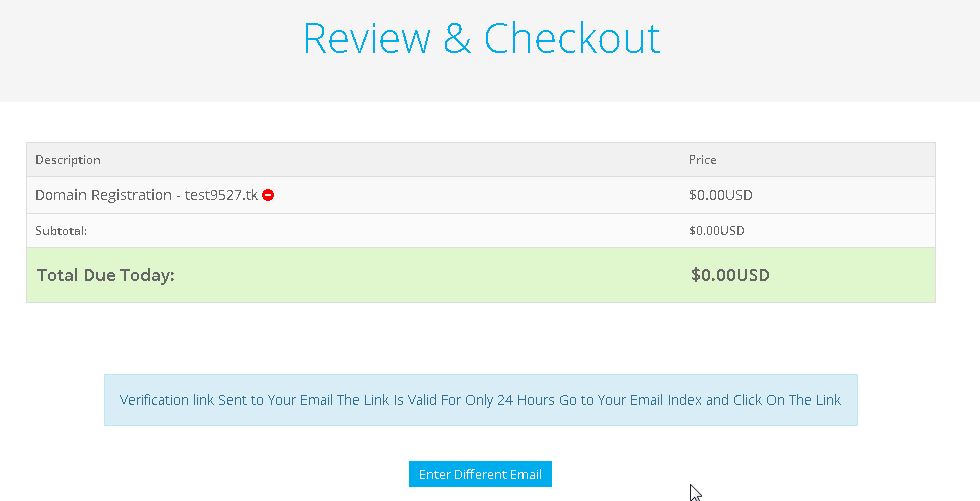 Review & Checkout
Description Price
Domain Registration - test9527.tk $0.00USD
Subtotal: $0.00USD
Total Due Today: $0.00USD
Verification link Sent to Your Email The Link Is Valid For Only 24 Hours Go to Your Email Index and Click On The Link
Enter Different Email